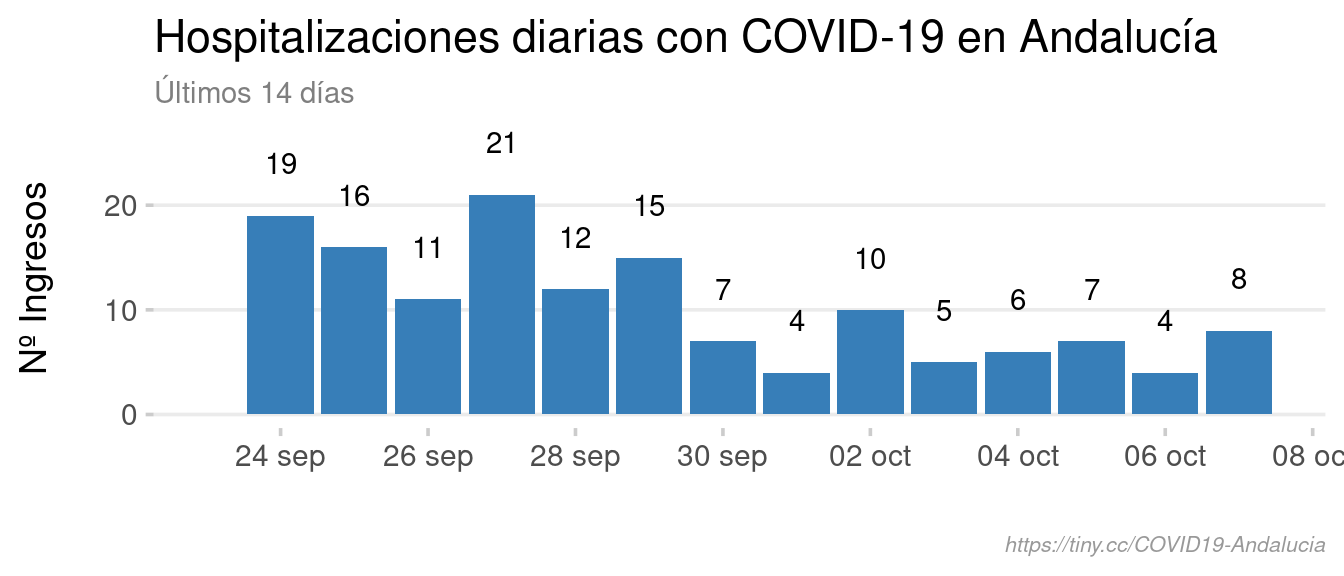 Hospitalizaciones diarias con COVID-19 en Andalucía
Últimos 14 días
Nº Ingresos
20
10
0
19
16
11
21
12
15
7
4
10
5
6
7
4
8
24 sep
26 sep
28 sep
30 sep
02 oct
04 oct
06 oct
08 oc
https://tiny.cc/COVID19-Andalucia